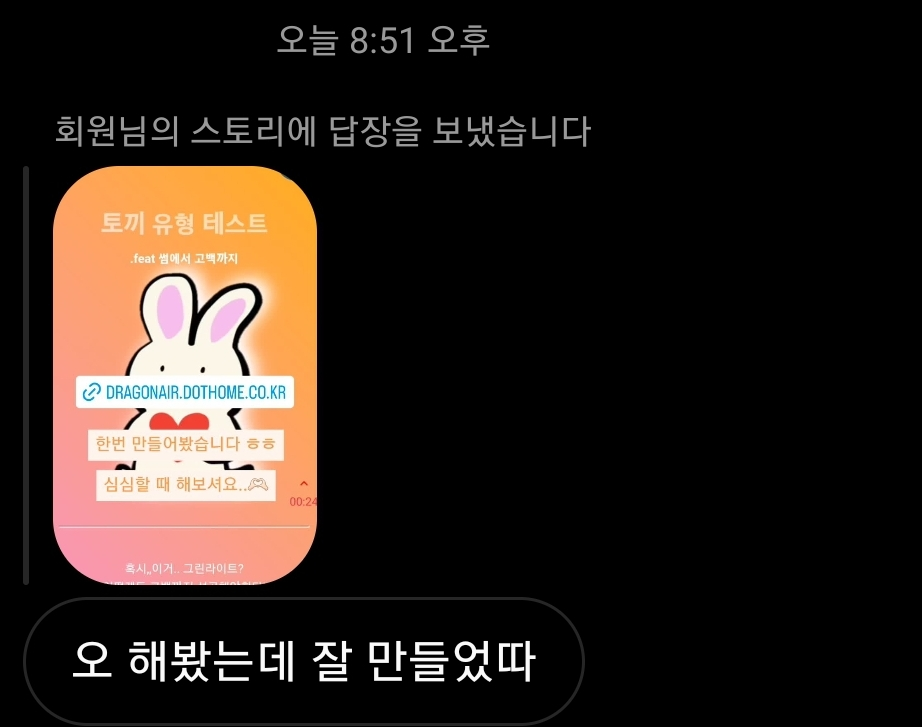 오늘 8:51 오후
회원님의 스토리에 답장을 보냈습니다
토끼 유형 테스트
.feat 썸에서 고백까지
DRAGONAIR.DOTHOME.CO.KR
한번 만들어봤습니다 ㅎㅎ
심심할 때 해보셔요..
00:24
혹시,,이거.. 그린라이트?
오 해봤는데 잘 만들었따